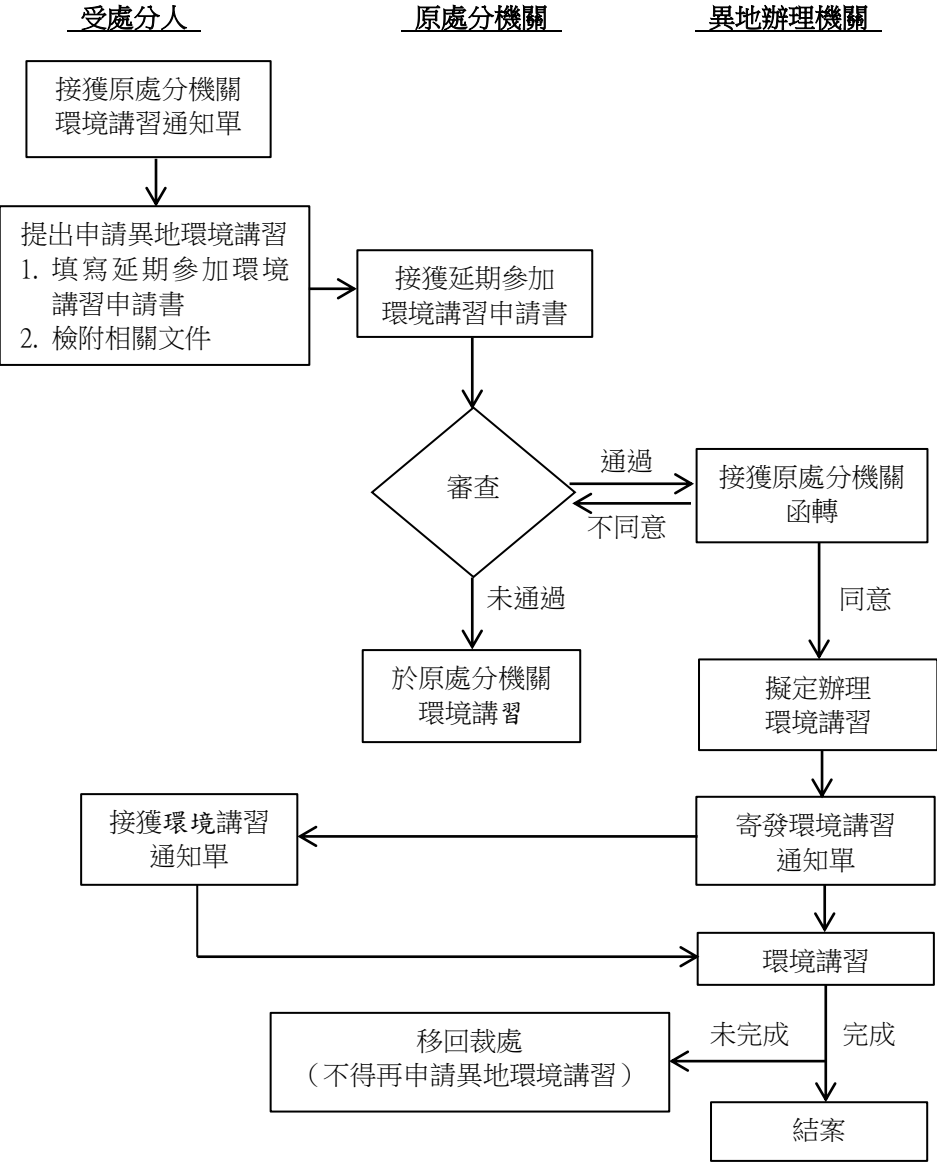 受處分人
原處分機關
異地辦理機關
接獲原處分機關
環境講習通知單
提出申請異地環境講習
1. 填寫延期參加環境
講習申請書
2. 檢附相關文件
接獲延期參加
環境講習申請書
審查
通過
不同意
接獲原處分機關
函轉
未通過
同意
於原處分機關
環境講習
擬定辦理
環境講習
接獲環境講習
通知單
寄發環境講習
通知單
環境講習
移回裁處
（不得再申請異地環境講習）
未完成
完成
結案